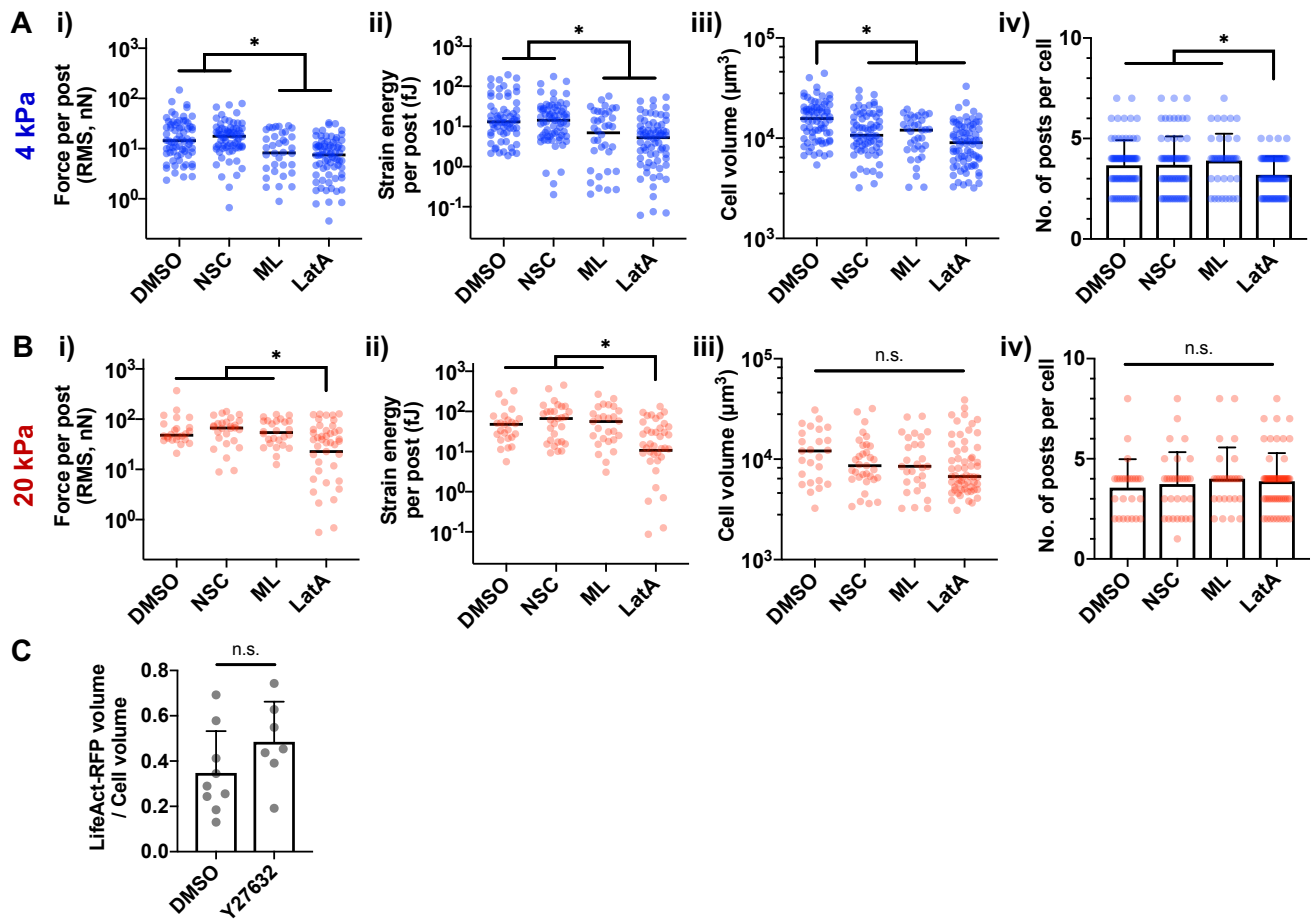 A
4 kPa
i)
Force per post
(RMS, nN)
10³
10²
10¹
10⁰
*
DMSO
NSC
ML
LatA
ii)
Strain energy
per post (fJ)
10³
10²
10¹
10⁰
10⁻¹
*
DMSO
NSC
ML
LatA
iii)
Cell volume (µm³)
10⁵
10⁴
10³
*
DMSO
NSC
ML
LatA
iv)
No. of posts per cell
10
5
0
*
DMSO
NSC
ML
LatA
B
20 kPa
i)
Force per post
(RMS, nN)
10³
10²
10¹
10⁰
*
DMSO
NSC
ML
LatA
ii)
Strain energy
per post (fJ)
10³
10²
10¹
10⁰
10⁻¹
*
DMSO
NSC
ML
LatA
iii)
Cell volume (µm³)
10⁵
10⁴
10³
n.s.
DMSO
NSC
ML
LatA
iv)
No. of posts per cell
10
5
0
n.s.
DMSO
NSC
ML
LatA
C
LifeAct-RFP volume
/ Cell volume
0.8
0.6
0.4
0.2
0.0
n.s.
DMSO
Y27632